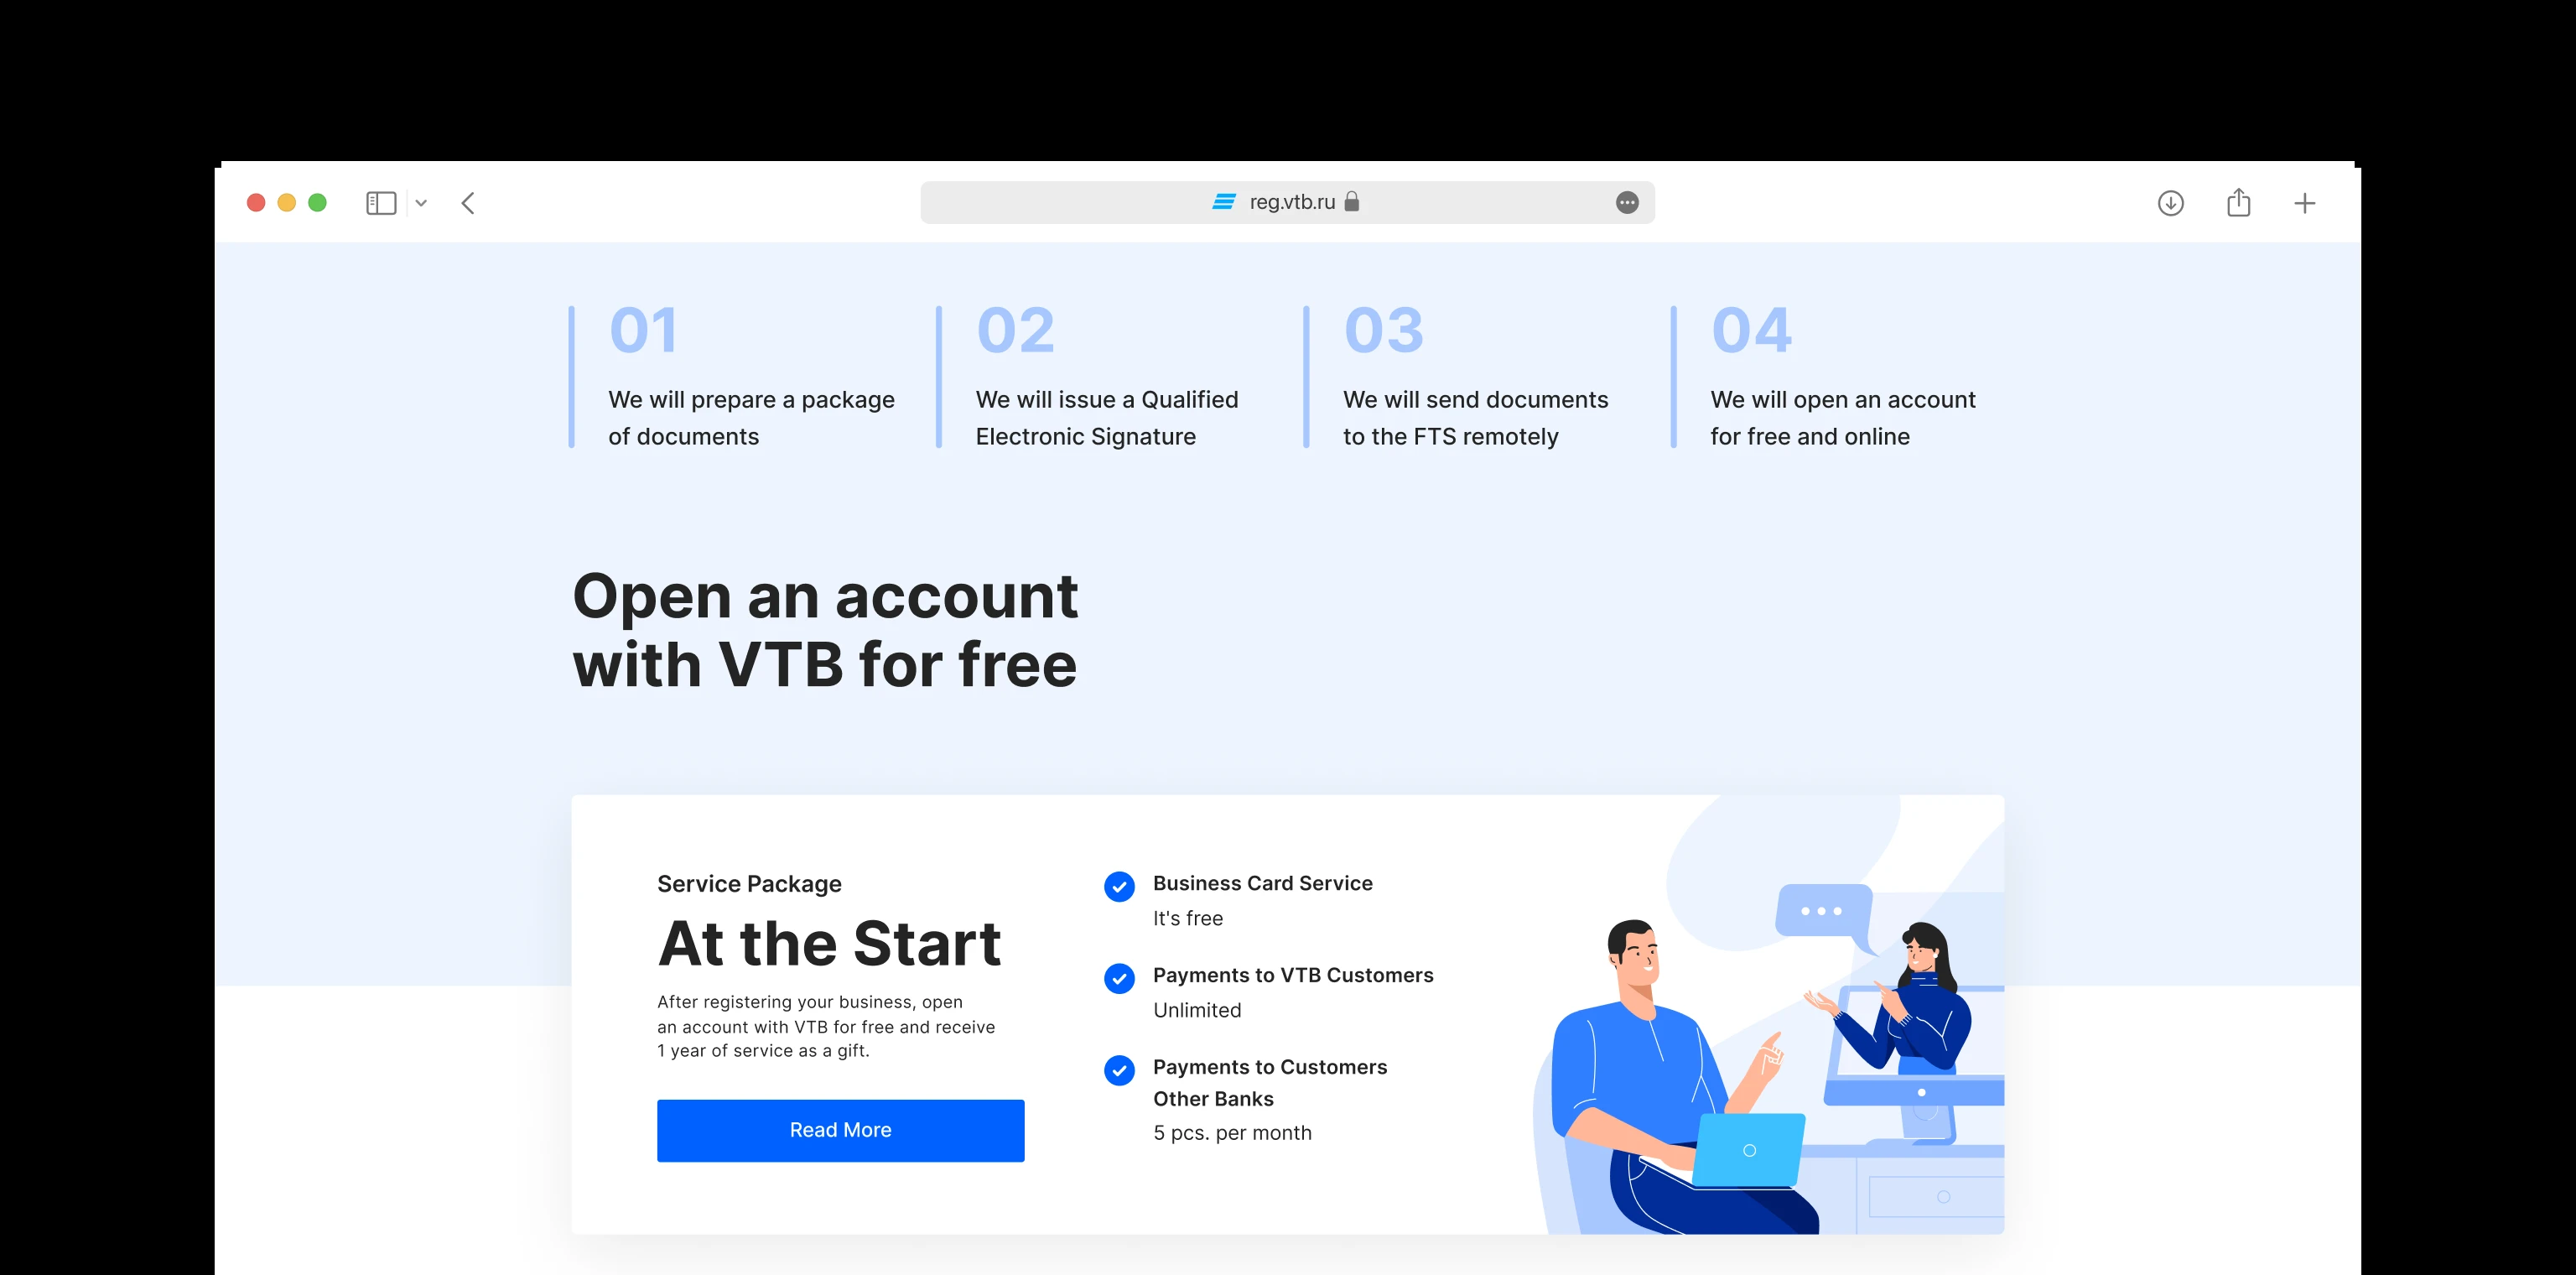 reg.vtb.ru
01
We will prepare a package
of documents
02
We will issue a Qualified
Electronic Signature
03
We will send documents
to the FTS remotely
04
We will open an account
for free and online
Open an account
with VTB for free
Service Package
At the Start
After registering your business, open
an account with VTB for free and receive
1 year of service as a gift.
Read More
Business Card Service
It's free
Payments to VTB Customers
Unlimited
Payments to Customers
Other Banks
5 pcs. per month